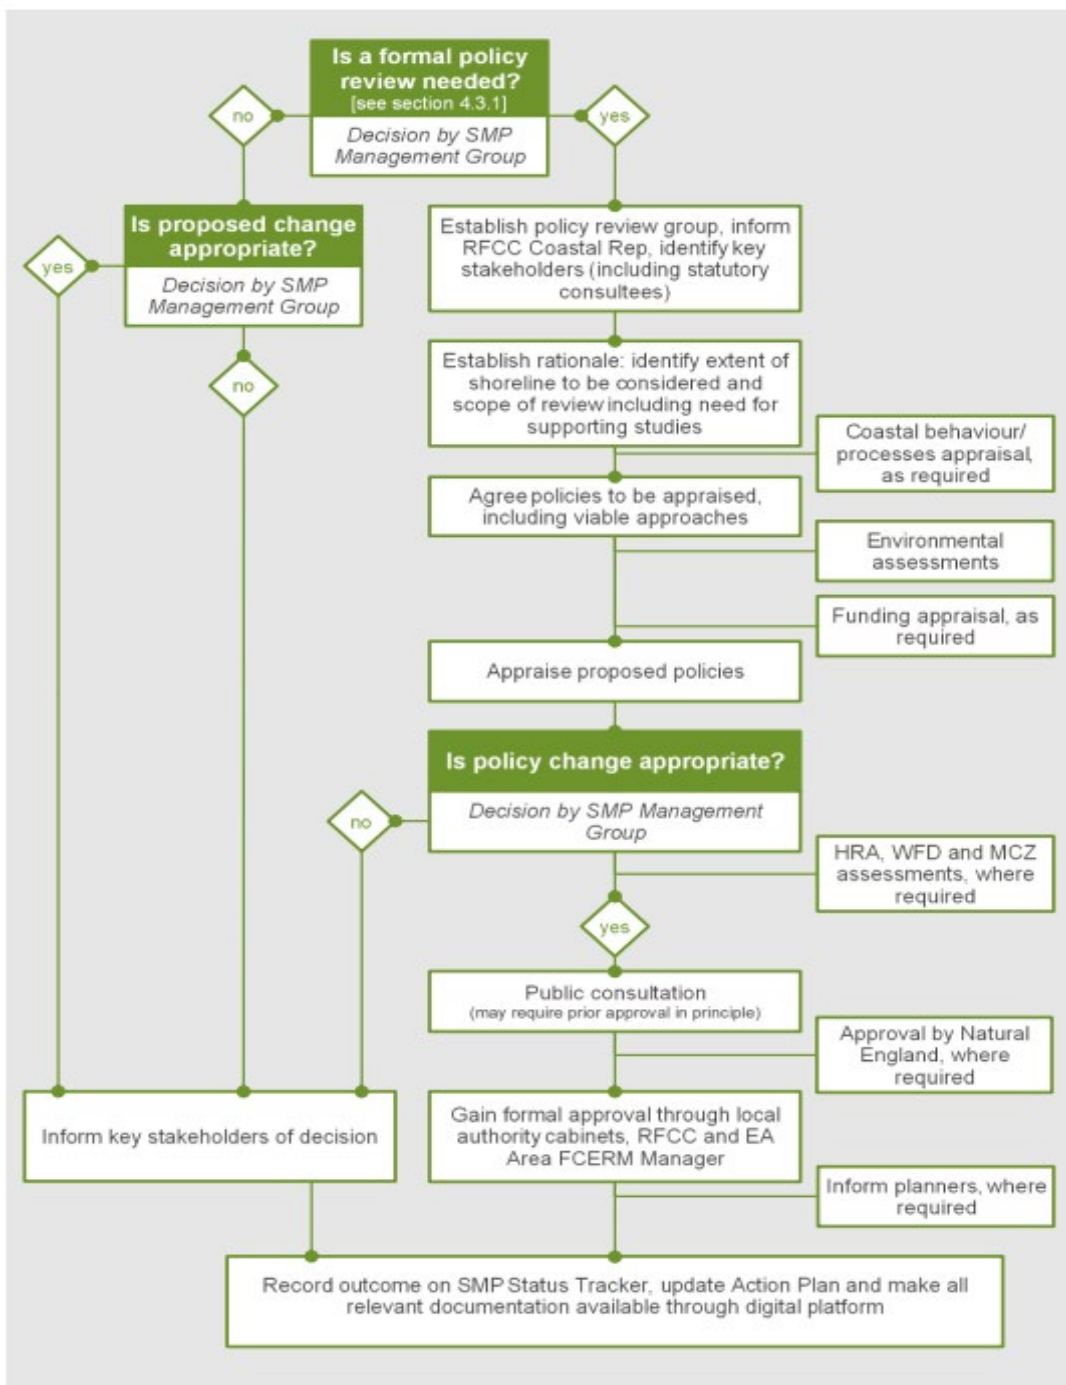 Is a formal policy
review needed?
[see section 4.3.1]
Decision by SMP
Management Group
no
yes
Is proposed change
appropriate?
Decision by SMP
Management Group
yes
no
Establish policy review group, inform
RFCC Coastal Rep, identify key
stakeholders (including statutory
consultees)
Establish rationale: identify extent of
shoreline to be considered and
scope of review including need for
supporting studies
Coastal behaviour/
processes appraisal,
as required
Agree policies to be appraised,
including viable approaches
Environmental
assessments
Funding appraisal, as
required
Appraise proposed policies
Is policy change appropriate?
Decision by SMP Management
Group
no
HRA, WFD and MCZ
assessments, where
required
yes
Public consultation
(may require prior approval in principle)
Approval by Natural
England, where
required
Inform key stakeholders of decision
Gain formal approval through local
authority cabinets, RFCC and EA
Area FCERM Manager
Inform planners, where
required
Record outcome on SMP Status Tracker, update Action Plan and make all
relevant documentation available through digital platform